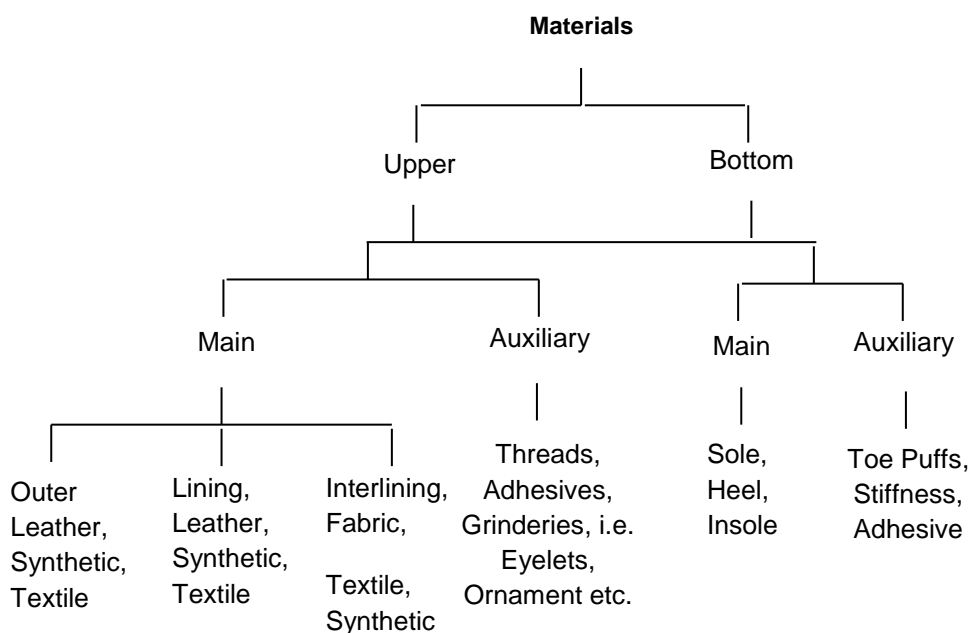 Materials
Upper
Bottom
Main
Auxiliary
Main
Auxiliary
Outer
Leather,
Synthetic,
Textile
Lining,
Leather,
Synthetic,
Textile
Interlining,
Fabric,
Textile,
Synthetic
Threads,
Adhesives,
Grinderies, i.e.
Eyelets,
Ornament etc.
Sole,
Heel,
Insole
Toe Puffs,
Stiffness,
Adhesive